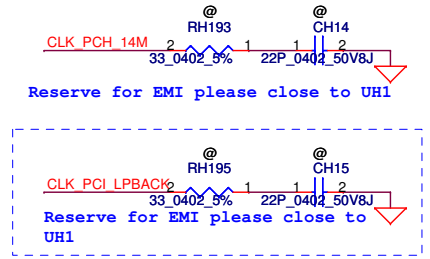 @ @
RH193 CH14
CLK_PCH_14M 2 1 1 2
33_0402_5% 22P_0402_50V8J
Reserve for EMI please close to UH1
@ @
RH195 CH15
CLK_PCI_LPBACK 2 1 1 2
33_0402_5% 22P_0402_50V8J
Reserve for EMI please close to
UH1